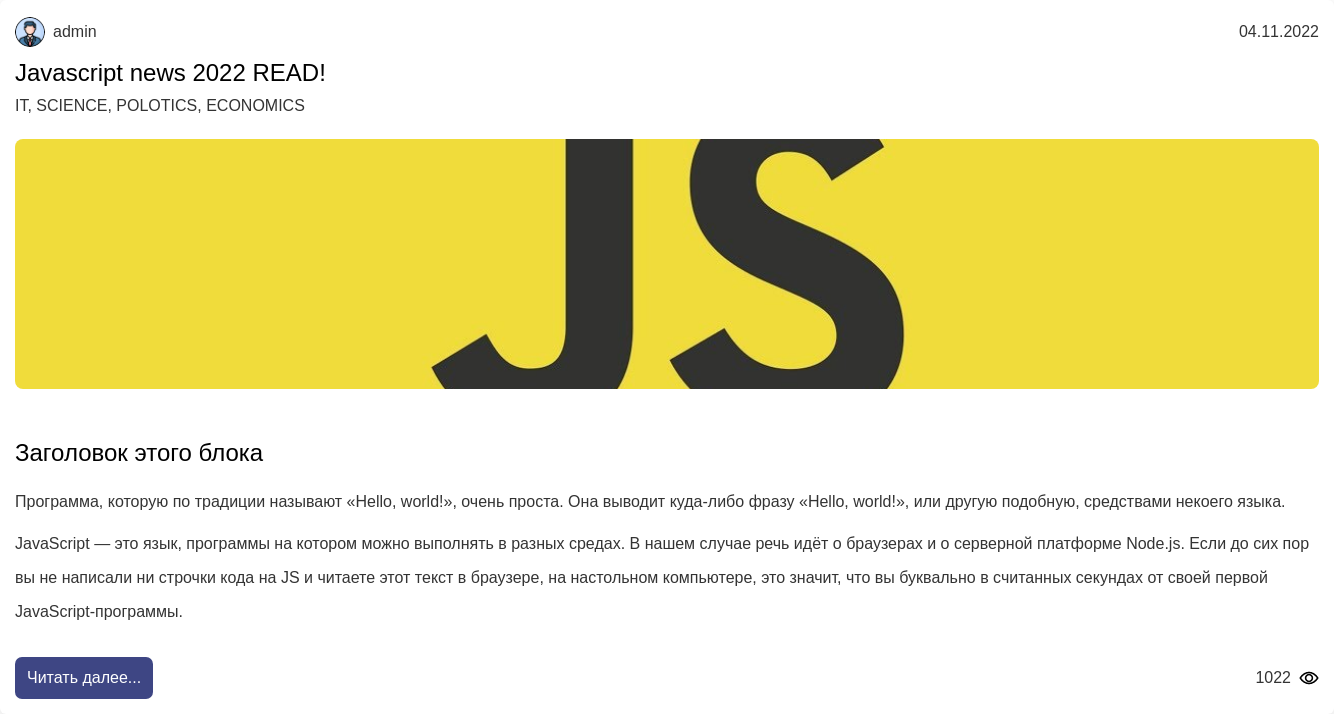 admin
04.11.2022
Javascript news 2022 READ!
IT, SCIENCE, POLOTICS, ECONOMICS
JS
Заголовок этого блока
Программа, которую по традиции называют «Hello, world!», очень проста. Она выводит куда-либо фразу «Hello, world!», или другую подобную, средствами некоего языка.
JavaScript — это язык, программы на котором можно выполнять в разных средах. В нашем случае речь идёт о браузерах и о серверной платформе Node.js. Если до сих пор
вы не написали ни строчки кода на JS и читаете этот текст в браузере, на настольном компьютере, это значит, что вы буквально в считанных секундах от своей первой
JavaScript-программы.
Читать далее...
1022